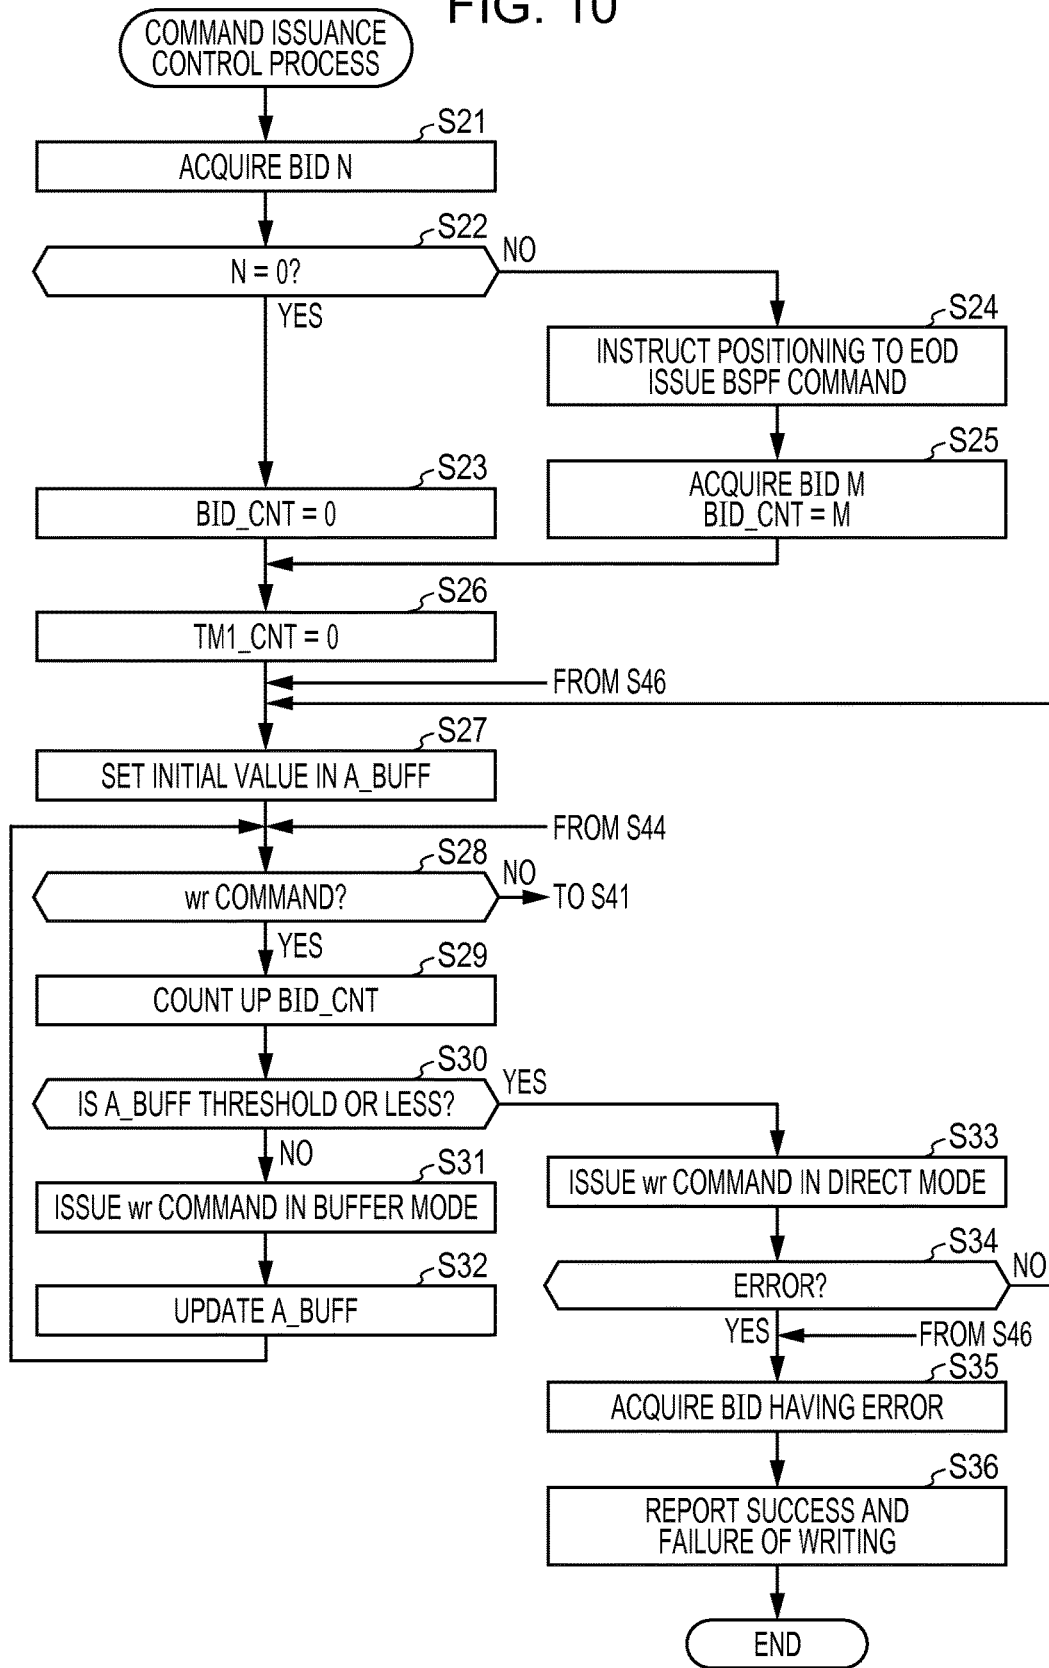 FIG. 10
COMMAND ISSUANCE
CONTROL PROCESS
S21
ACQUIRE BID N
S22
N = 0?
NO
YES
S24
INSTRUCT POSITIONING TO EOD
ISSUE BSPF COMMAND
S25
ACQUIRE BID M
BID_CNT = M
S23
BID_CNT = 0
S26
TM1_CNT = 0
FROM S46
S27
SET INITIAL VALUE IN A_BUFF
FROM S44
S28
wr COMMAND?
NO
TO S41
YES
S29
COUNT UP BID_CNT
S30
IS A_BUFF THRESHOLD OR LESS?
YES
NO
S31
ISSUE wr COMMAND IN BUFFER MODE
S32
UPDATE A_BUFF
S33
ISSUE wr COMMAND IN DIRECT MODE
S34
ERROR?
NO
YES
FROM S46
S35
ACQUIRE BID HAVING ERROR
S36
REPORT SUCCESS AND
FAILURE OF WRITING
END